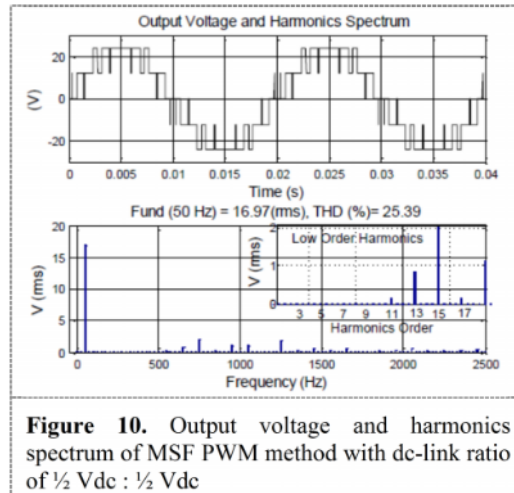 Output Voltage and Harmonics Spectrum
20
0
-20
(V)
0 0.005 0.01 0.015 0.02 0.025 0.03 0.035 0.04
Time (s)
Fund (50 Hz) = 16.97(rms), THD (%)= 25.39
20
15
10
5
0
V (rms)
2
1
0
V (rms)
Low Order Harmonics
3 5 7 9 11 13 15 17
Harmonics Order
0 500 1000 1500 2000 2500
Frequency (Hz)
Figure 10. Output voltage and harmonics
spectrum of MSF PWM method with dc-link ratio
of ½ Vdc : ½ Vdc